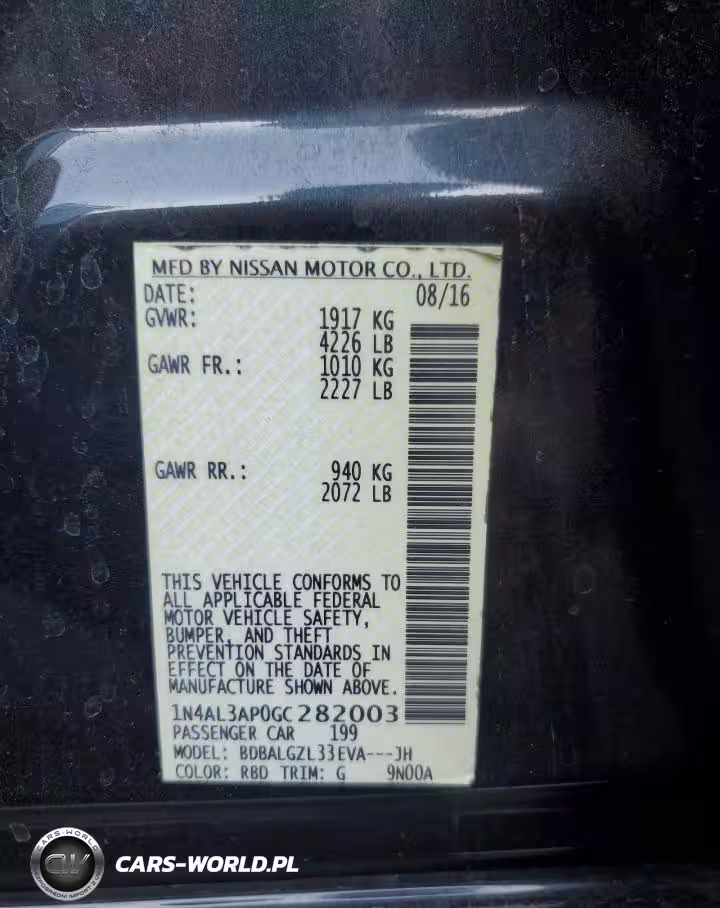 MFD BY NISSAN MOTOR CO., LTD.
DATE: 08/16
GVWR: 1917 KG
4226 LB
GAWR FR.: 1010 KG
2227 LB
GAWR RR.: 940 KG
2072 LB
THIS VEHICLE CONFORMS TO
ALL APPLICABLE FEDERAL
MOTOR VEHICLE SAFETY,
BUMPER, AND THEFT
PREVENTION STANDARDS IN
EFFECT ON THE DATE OF
MANUFACTURE SHOWN ABOVE.
1N4AL3AP0GC282003
PASSENGER CAR 199
MODEL: BDBALGZL33EVA---JH
COLOR: RBD TRIM: G 9N00A
CARS-WORLD
CW
CARS-WORLD.PL